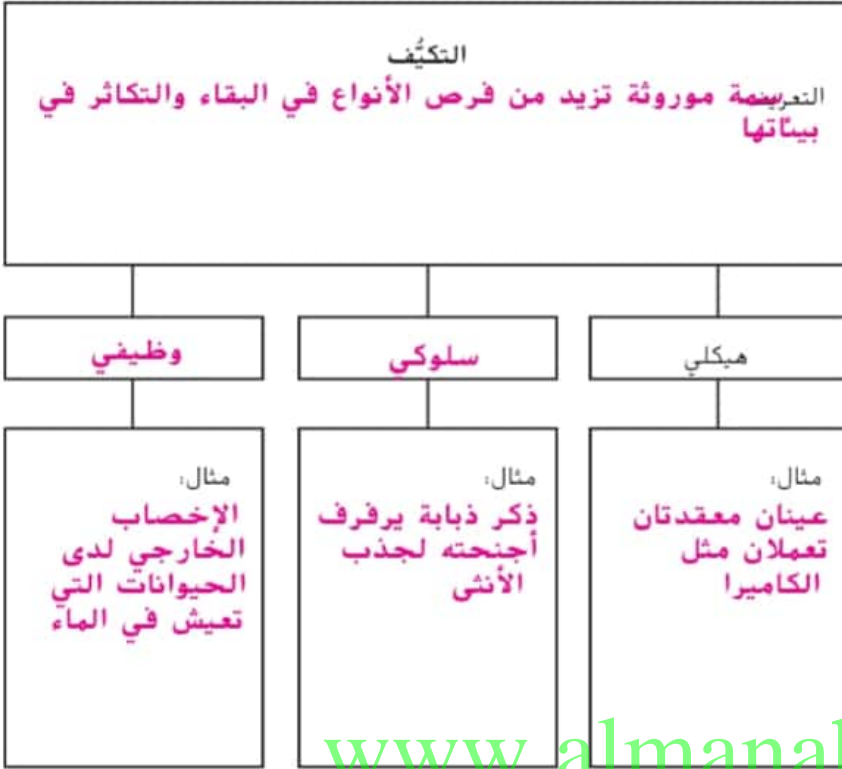 التكيُّف
التعريف: سمة موروثة تزيد من فرص الأنواع في البقاء والتكاثر في
بيئاتها
هيكلي
سلوكي
وظيفي
مثال:
عينان معقدتان
تعملان مثل
الكاميرا
مثال:
ذكر ذبابة يرفرف
أجنحته لجذب
الأنثى
مثال:
الإخصاب
الخارجي لدى
الحيوانات التي
تعيش في الماء
www.almanah